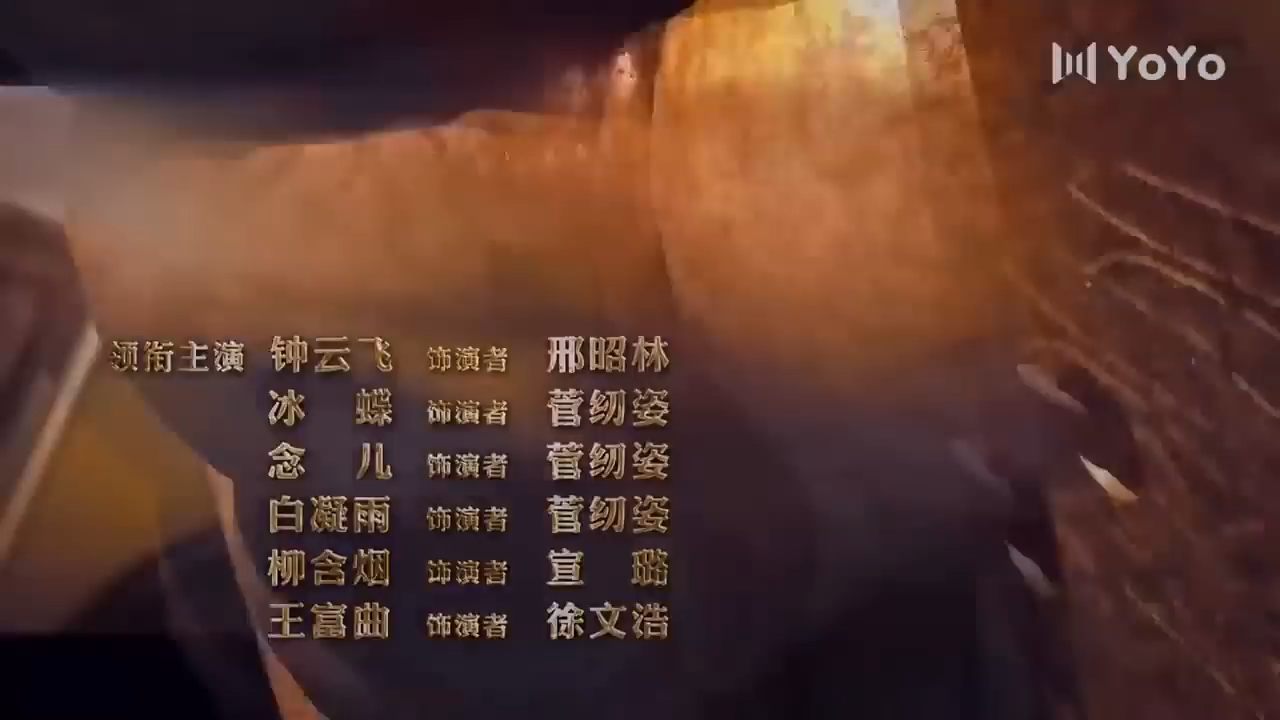 YoYo
领衔主演 钟云飞 饰演者 邢昭林
冰 蝶 饰演者 菅纫姿
念 儿 饰演者 菅纫姿
白凝雨 饰演者 菅纫姿
柳含烟 饰演者 宣 璐
王富曲 饰演者 徐文浩